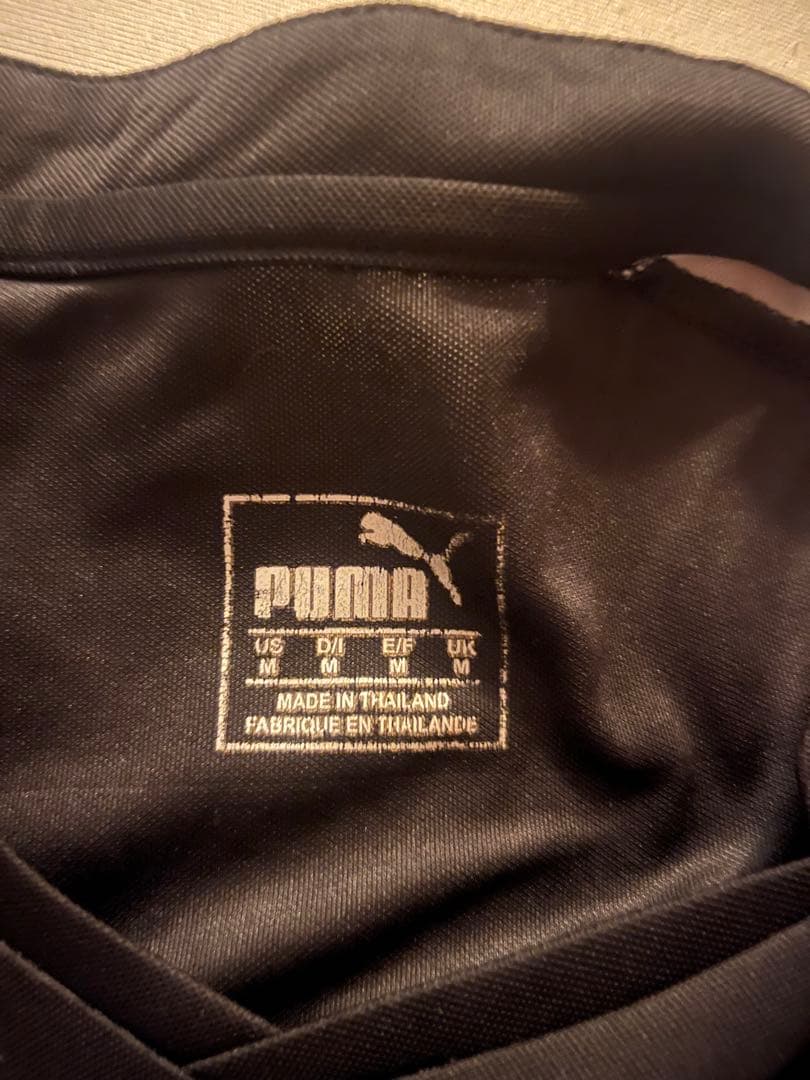 PUMA
US D/I E/F UK
M M M M
MADE IN THAILAND
FABRIQUE EN THAILANDE